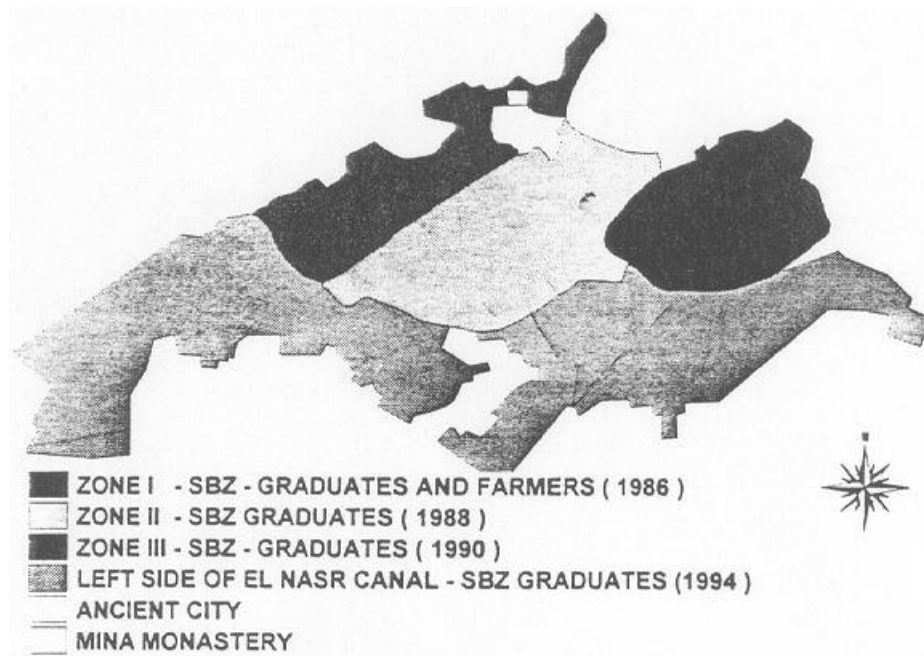 ZONE I - SBZ - GRADUATES AND FARMERS ( 1986 )
ZONE II - SBZ GRADUATES ( 1988 )
ZONE III - SBZ - GRADUATES ( 1990 )
LEFT SIDE OF EL NASR CANAL - SBZ GRADUATES (1994 )
ANCIENT CITY
MINA MONASTERY